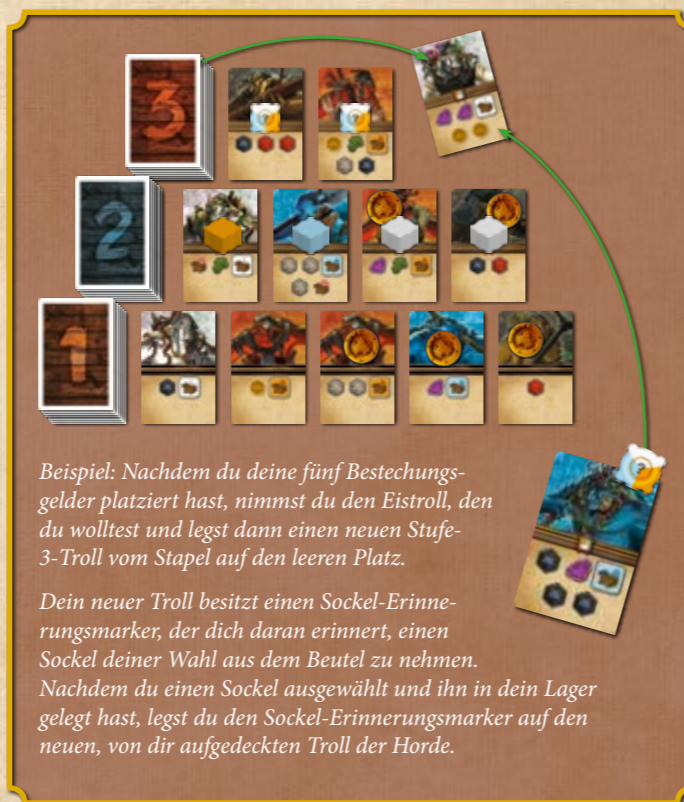 3
2
1
Beispiel: Nachdem du deine fünf Bestechungs-
gelder platziert hast, nimmst du den Eistroll, den
du wolltest und legst dann einen neuen Stufe-
3-Troll vom Stapel auf den leeren Platz.
Dein neuer Troll besitzt einen Sockel-Erinne-
rungsmarker, der dich daran erinnert, einen
Sockel deiner Wahl aus dem Beutel zu nehmen.
Nachdem du einen Sockel ausgewählt und ihn in dein Lager
gelegt hast, legst du den Sockel-Erinnerungsmarker auf den
neuen, von dir aufgedeckten Troll der Horde.